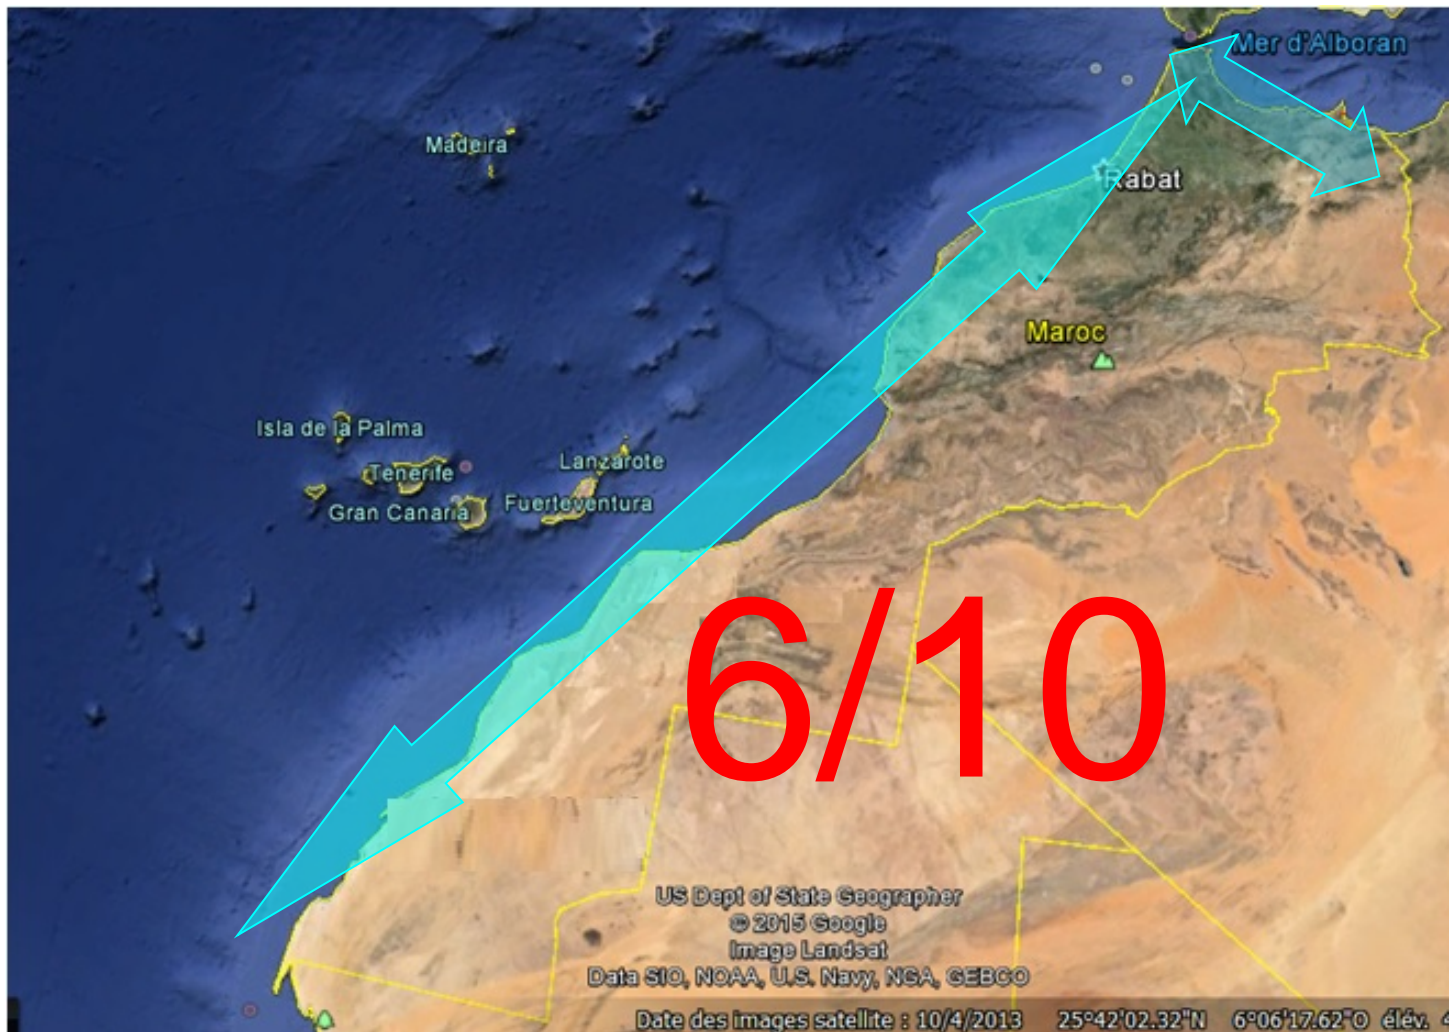 Mer d'Alboran
Madeira
Rabat
Maroc
Isla de la Palma
Tenerife
Lanzarote
Gran Canaria
Fuerteventura
6/10
US Dept of State Geographer
© 2015 Google
Image Landsat
Data SIO, NOAA, U.S. Navy, NGA, GEBCO
Date des images satellite : 10/4/2013 25°42'02.32"N 6°06'17.62"O élév.